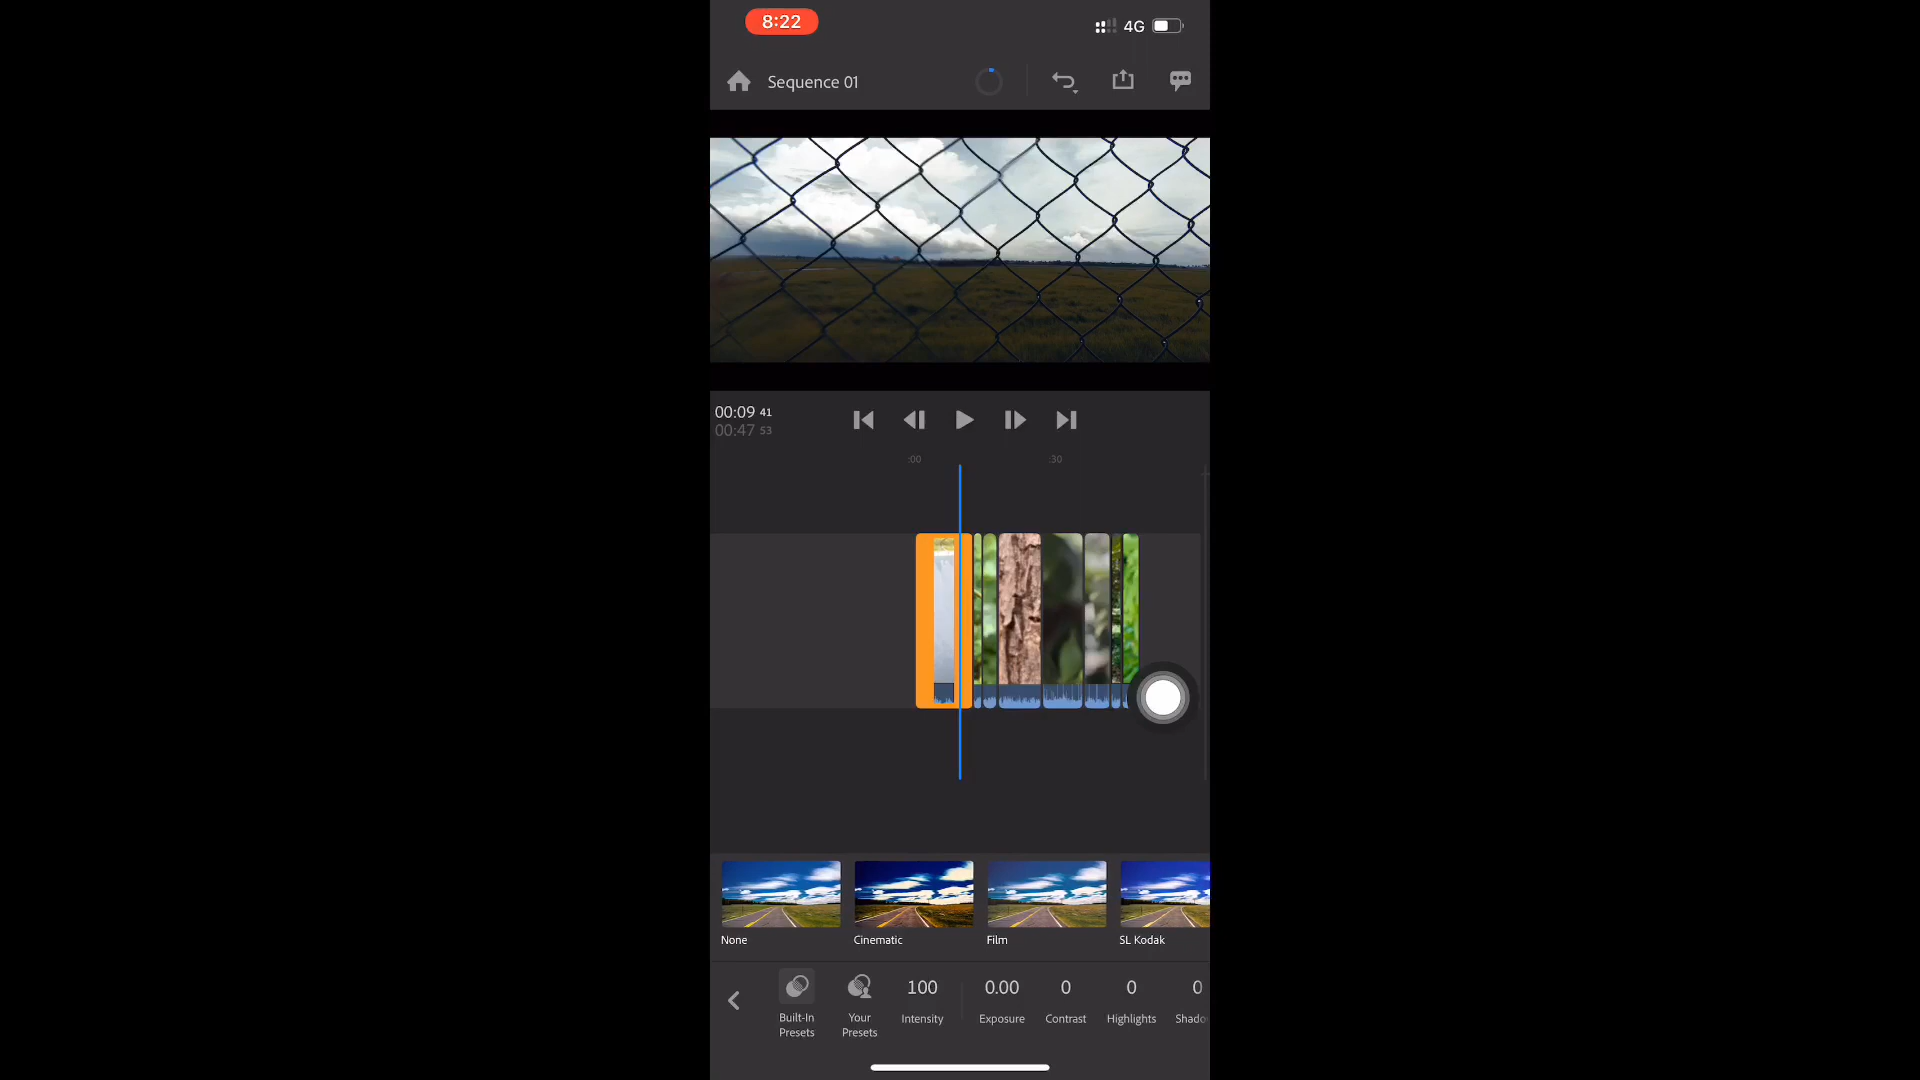 8:22
4G
Sequence 01
00:09 41
00:47 53
:00
:30
None
Cinematic
Film
SL Kodak
100
0.00
0
0
0
Built-In
Presets
Your
Presets
Intensity
Exposure
Contrast
Highlights
Shado